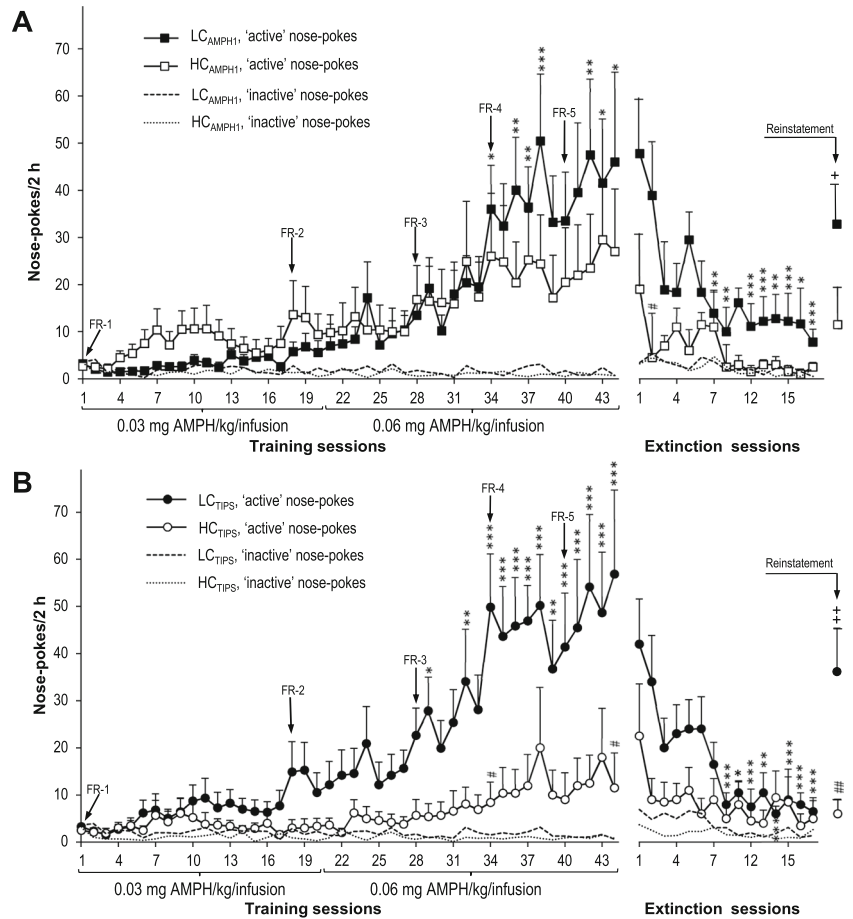 A
LCAMPH1, 'active' nose-pokes
HCAMPH1, 'active' nose-pokes
LCAMPH1, 'inactive' nose-pokes
HCAMPH1, 'inactive' nose-pokes
Nose-pokes/2 h
70
60
50
40
30
20
10
0
FR-1
FR-2
FR-3
FR-4
FR-5
Reinstatement
* ** ** *** ** * *
# ** ** *** **** *** * ***
+
1 4 7 10 13 16 19 22 25 28 31 34 37 40 43
1 4 7 9 12 15
0.03 mg AMPH/kg/infusion
0.06 mg AMPH/kg/infusion
Training sessions
Extinction sessions
B
LCTIPS, 'active' nose-pokes
HCTIPS, 'active' nose-pokes
LCTIPS, 'inactive' nose-pokes
HCTIPS, 'inactive' nose-pokes
Nose-pokes/2 h
70
60
50
40
30
20
10
0
FR-1
FR-2
FR-3
FR-4
FR-5
Reinstatement
* ** *** *** *** *** *** ** *** *** *** *** ***
# #
++
##
1 4 7 10 13 16 19 22 25 28 31 34 37 40 43
1 4 7 9 12 15
0.03 mg AMPH/kg/infusion
0.06 mg AMPH/kg/infusion
Training sessions
Extinction sessions